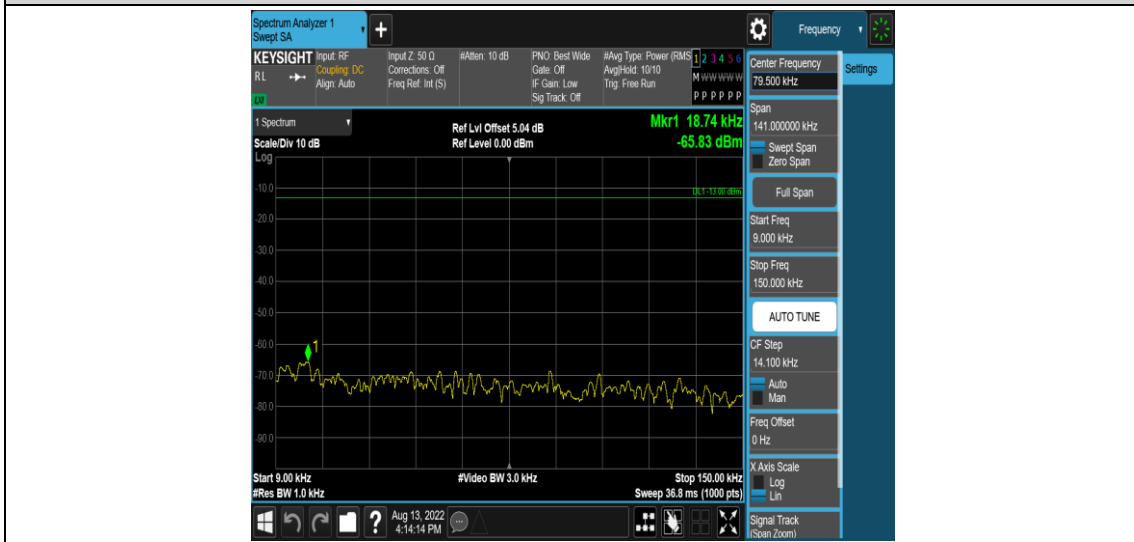 Spectrum Analyzer 1
Swept SA
+
Frequency
KEYSIGHT
RL
LXI
Input: RF
Coupling: DC
Align: Auto
Input Z: 50 Ω
Corrections: Off
Freq Ref: Int (S)
#Atten: 10 dB
PNO: Best Wide
Gate: Off
IF Gain: Low
Sig Track: Off
#Avg Type: Power (RMS
Avg|Hold: 10/10
Trig: Free Run
1 2 3 4 5 6
M W W W W W
P P P P P P
Center Frequency
79.500 kHz
Settings
1 Spectrum
Scale/Div 10 dB
Log
Ref Lvl Offset 5.04 dB
Ref Level 0.00 dBm
Mkr1 18.74 kHz
-65.83 dBm
Span
141.000000 kHz
Swept Span
Zero Span
Full Span
Start Freq
9.000 kHz
Stop Freq
150.000 kHz
AUTO TUNE
CF Step
14.100 kHz
Auto
Man
Freq Offset
0 Hz
X Axis Scale
Log
Lin
Signal Track
(Span Zoom)
DL1 -13.00 dBm
-10.0
-20.0
-30.0
-40.0
-50.0
-60.0
1
-70.0
-80.0
-90.0
Start 9.00 kHz
#Res BW 1.0 kHz
#Video BW 3.0 kHz
Stop 150.00 kHz
Sweep 36.8 ms (1000 pts)
?
Aug 13, 2022
4:14:14 PM